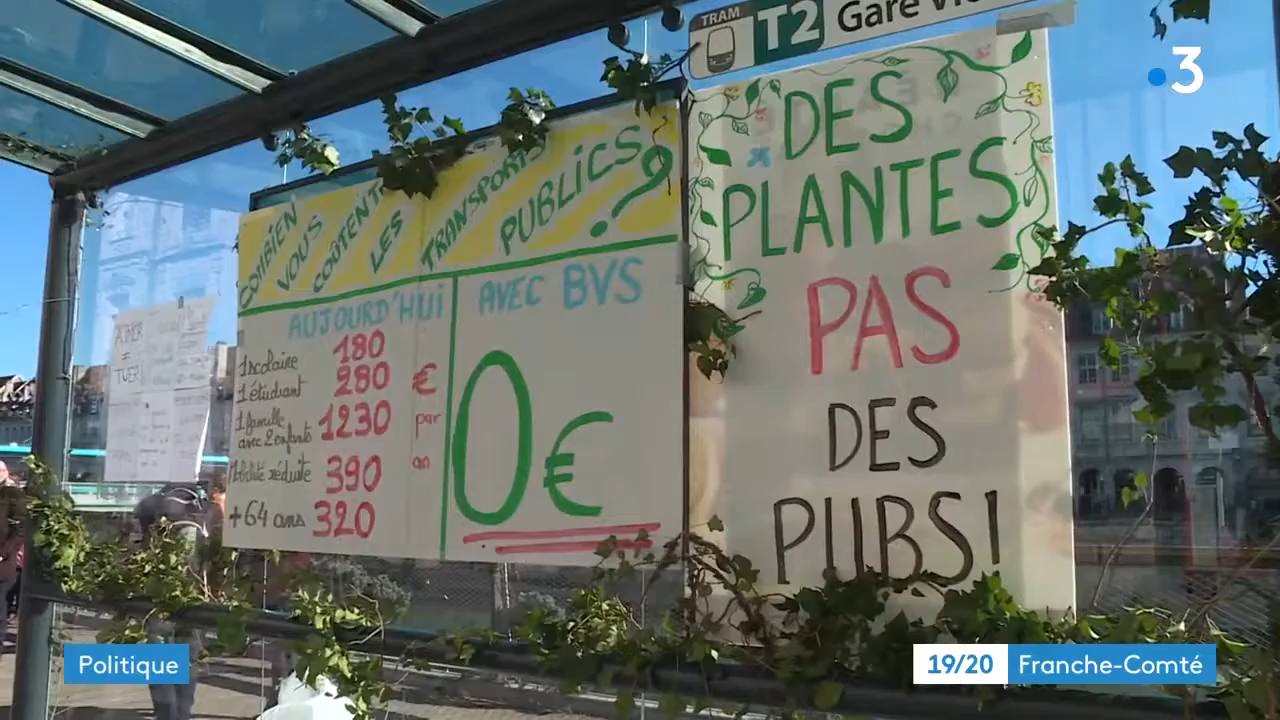 TRAM T2 Gare
3
COMBIEN VOUS COÛTENT LES TRANSPORTS PUBLICS ?
AUJOURD'HUI
1 scolaire 180
1 étudiant 280
1 famille avec 2 enfants 1230
Mobilité réduite 390
+ 64 ans 320
€ par an
AVEC BVS
0€
DES
PLANTES
PAS
DES
PUBS!
Politique
19/20 Franche-Comté